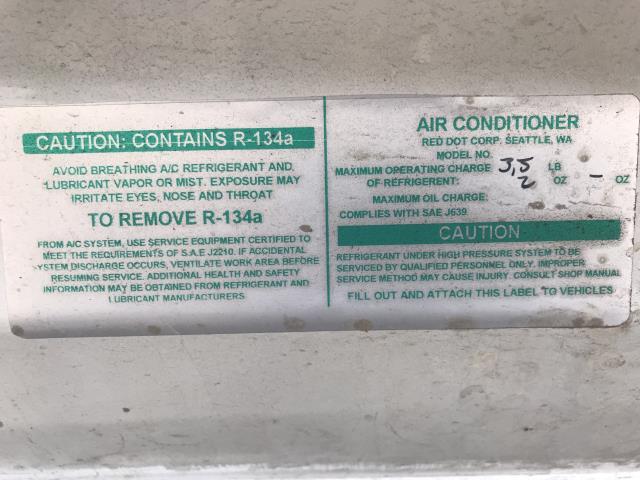 CAUTION: CONTAINS R-134a
AVOID BREATHING A/C REFRIGERANT AND
LUBRICANT VAPOR OR MIST. EXPOSURE MAY
IRRITATE EYES, NOSE AND THROAT
TO REMOVE R-134a
FROM A/C SYSTEM, USE SERVICE EQUIPMENT CERTIFIED TO
MEET THE REQUIREMENTS OF S.A.E J2210. IF ACCIDENTAL
SYSTEM DISCHARGE OCCURS, VENTILATE WORK AREA BEFORE
RESUMING SERVICE. ADDITIONAL HEALTH AND SAFETY
INFORMATION MAY BE OBTAINED FROM REFRIGERANT AND
LUBRICANT MANUFACTURERS
AIR CONDITIONER
RED DOT CORP. SEATTLE, WA
MODEL NO.
MAXIMUM OPERATING CHARGE 3,5 LB
OF REFRIGERENT: 2 OZ - OZ
MAXIMUM OIL CHARGE:
COMPLIES WITH SAE J639
CAUTION
REFRIGERANT UNDER HIGH PRESSURE SYSTEM TO BE
SERVICED BY QUALIFIED PERSONNEL ONLY. IMPROPER
SERVICE METHOD MAY CAUSE INJURY. CONSULT SHOP MANUAL
FILL OUT AND ATTACH THIS LABEL TO VEHICLES